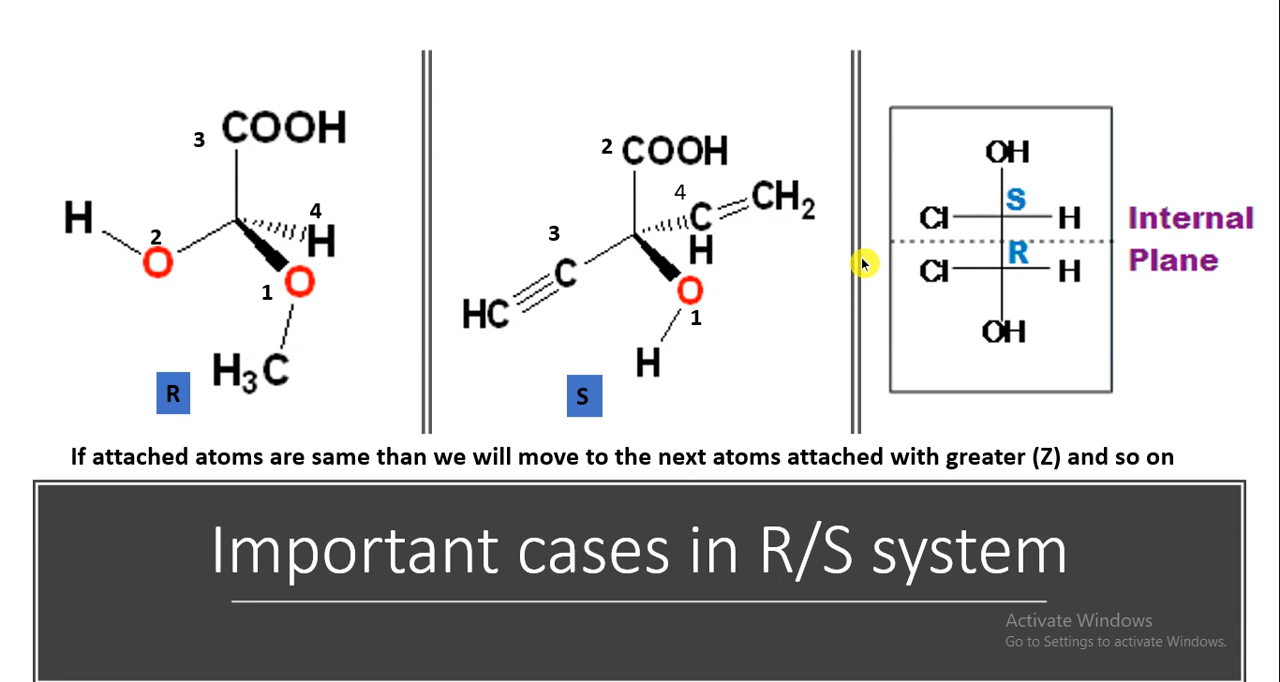 3 COOH
H
2
O
4
H
1 O
H₃C
R
2 COOH
4
C
CH₂
H
3
C
HC
O
1
H
S
OH
S
Cl H
R
Cl H
OH
Internal
Plane
If attached atoms are same than we will move to the next atoms attached with greater (Z) and so on
Important cases in R/S system
Activate Windows
Go to Settings to activate Windows.